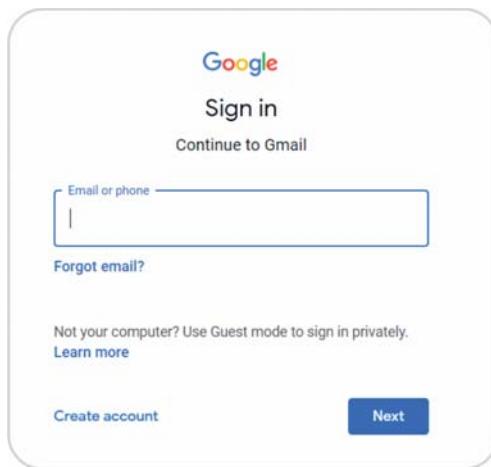 Google
Sign in
Continue to Gmail
Email or phone
Forgot email?
Not your computer? Use Guest mode to sign in privately.
Learn more
Create account
Next